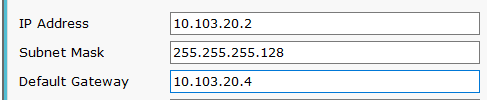 IP Address 10.103.20.2
Subnet Mask 255.255.255.128
Default Gateway 10.103.20.4